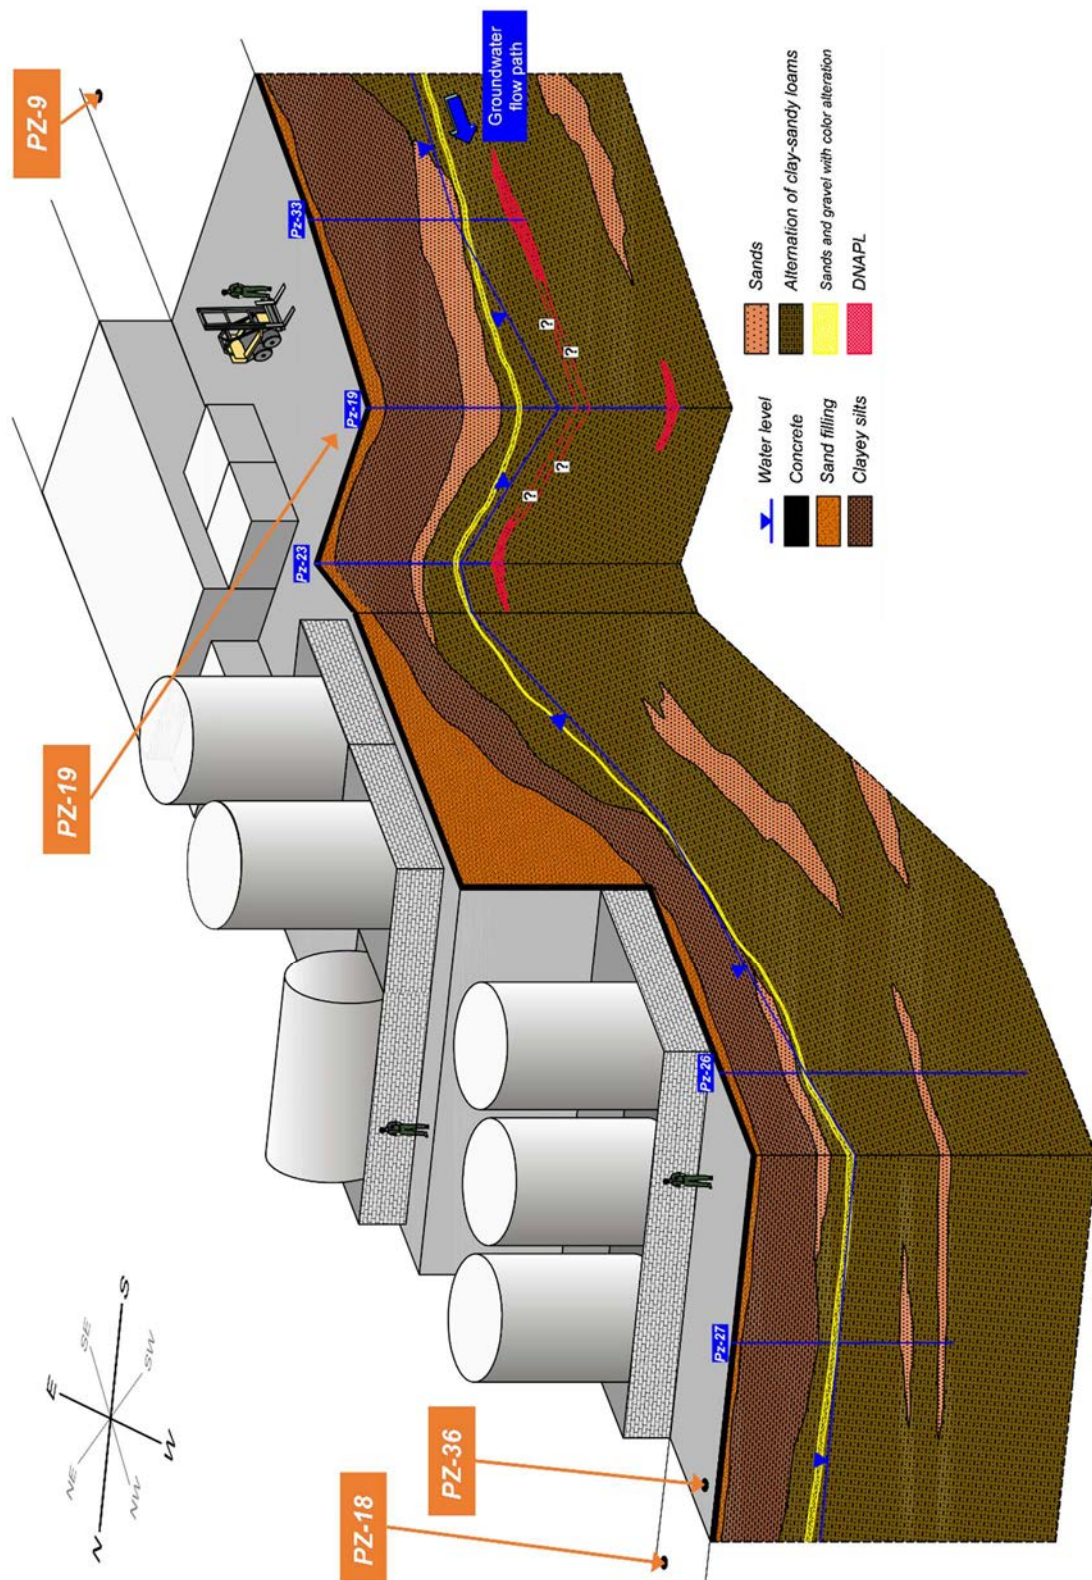 PZ-9
Groundwater
flow path
Pz-33
Pz-19
Pz-23
PZ-19
?
?
?
?
Pz-26
Pz-27
PZ-36
PZ-18
N
NE
E
SE
S
SW
W
NW
Water level
Concrete
Sand filling
Clayey silts
Sands
Alternation of clay-sandy loams
Sands and gravel with color alteration
DNAPL